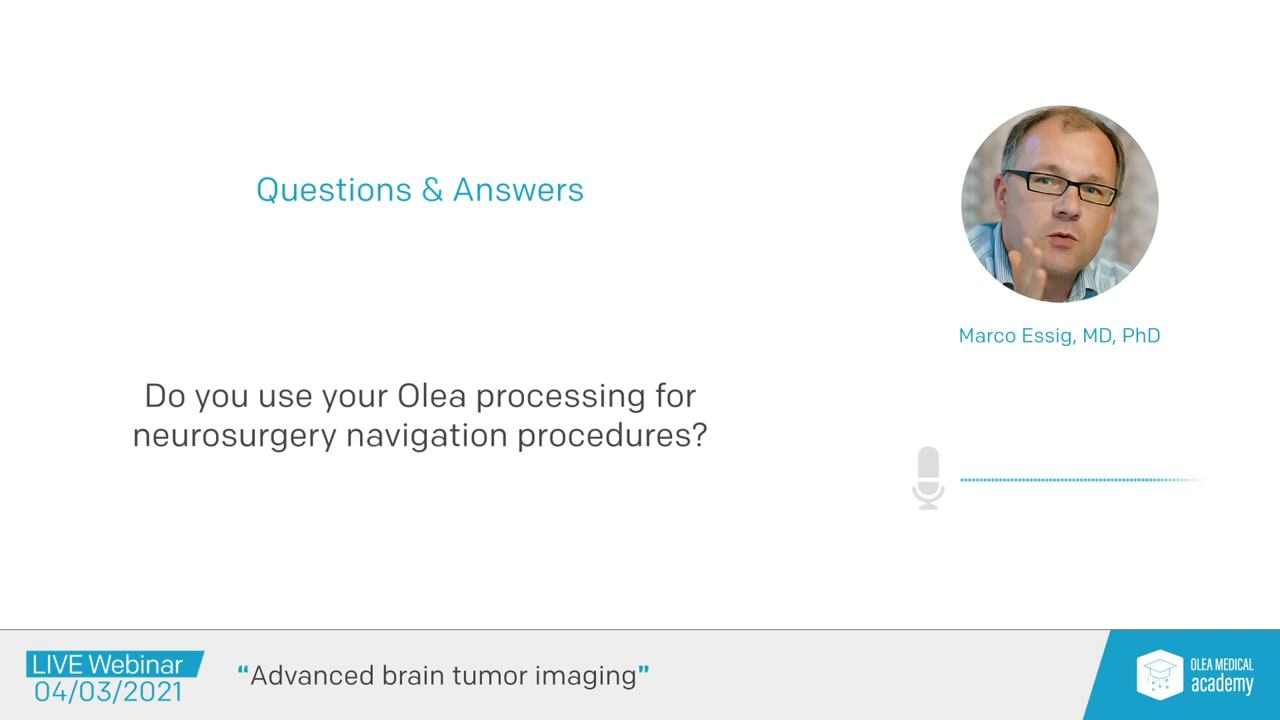 Questions & Answers
Marco Essig, MD, PhD
Do you use your Olea processing for
neurosurgery navigation procedures?
LIVE Webinar
04/03/2021
“Advanced brain tumor imaging”
OLEA MEDICAL
academy